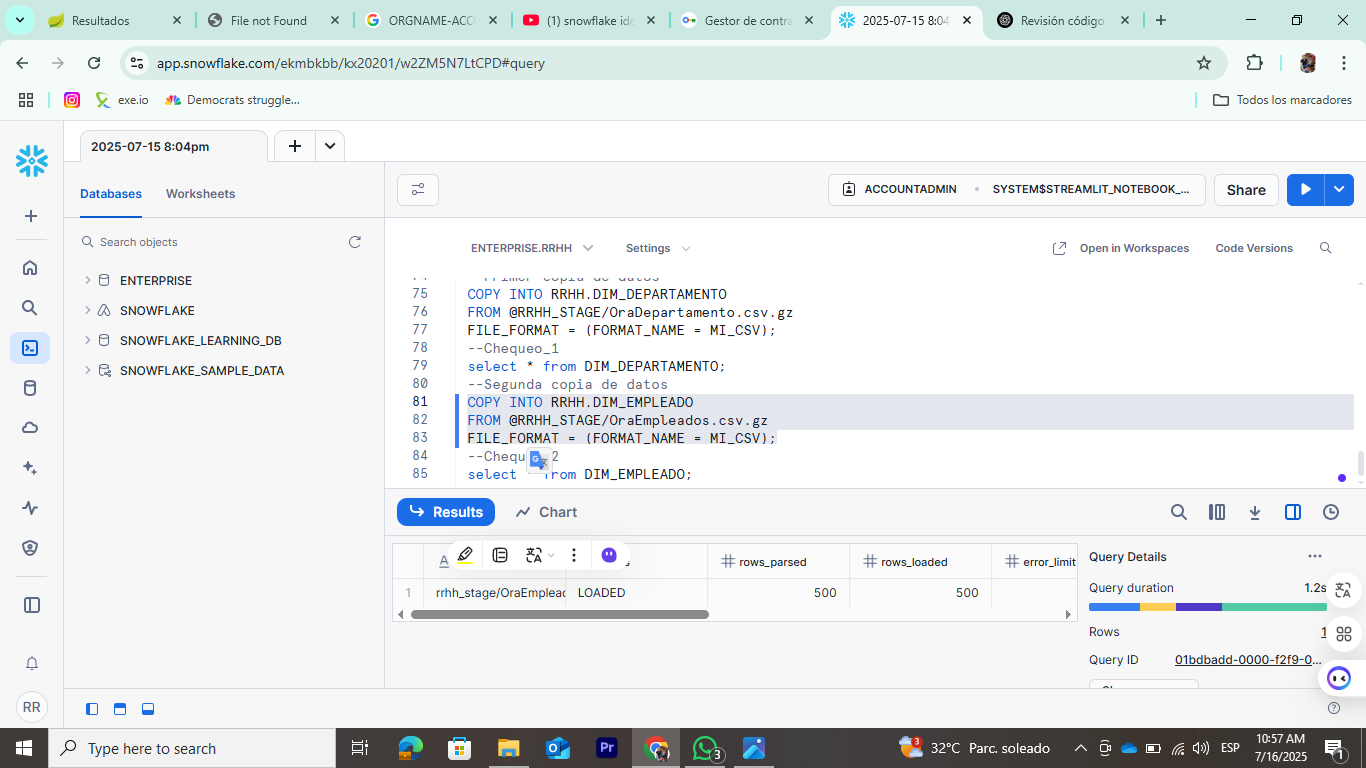 Resultados
File not Found
ORGNAME-ACC
(1) snowflake ide
Gestor de contra
2025-07-15 8:04
Revisión código
app.snowflake.com/ekmbkbb/kx20201/w2ZM5N7LtCPD#query
exe.io
Democrats struggle...
Todos los marcadores
2025-07-15 8:04pm
Databases
Worksheets
ACCOUNTADMIN
SYSTEM$STREAMLIT_NOTEBOOK_...
Share
Search objects
ENTERPRISE.RRHH
Settings
Open in Workspaces
Code Versions
ENTERPRISE
SNOWFLAKE
SNOWFLAKE_LEARNING_DB
SNOWFLAKE_SAMPLE_DATA
74 --Primer copia de datos
75 COPY INTO RRHH.DIM_DEPARTAMENTO
76 FROM @RRHH_STAGE/OraDepartamento.csv.gz
77 FILE_FORMAT = (FORMAT_NAME = MI_CSV);
78 --Chequeo_1
79 select * from DIM_DEPARTAMENTO;
80 --Segunda copia de datos
81 COPY INTO RRHH.DIM_EMPLEADO
82 FROM @RRHH_STAGE/OraEmpleados.csv.gz
83 FILE_FORMAT = (FORMAT_NAME = MI_CSV);
84 --Chequ 2
85 select from DIM_EMPLEADO;
Results
Chart
A
s
rows_parsed
rows_loaded
error_limit
1 rrhh_stage/OraEmplead LOADED 500 500
Query Details
...
Query duration 1.2s
Rows 1
Query ID 01bdbadd-0000-f2f9-0...
RR
Type here to search
Pr
3
3
32°C Parc. soleado
ESP
10:57 AM
7/16/2025
1